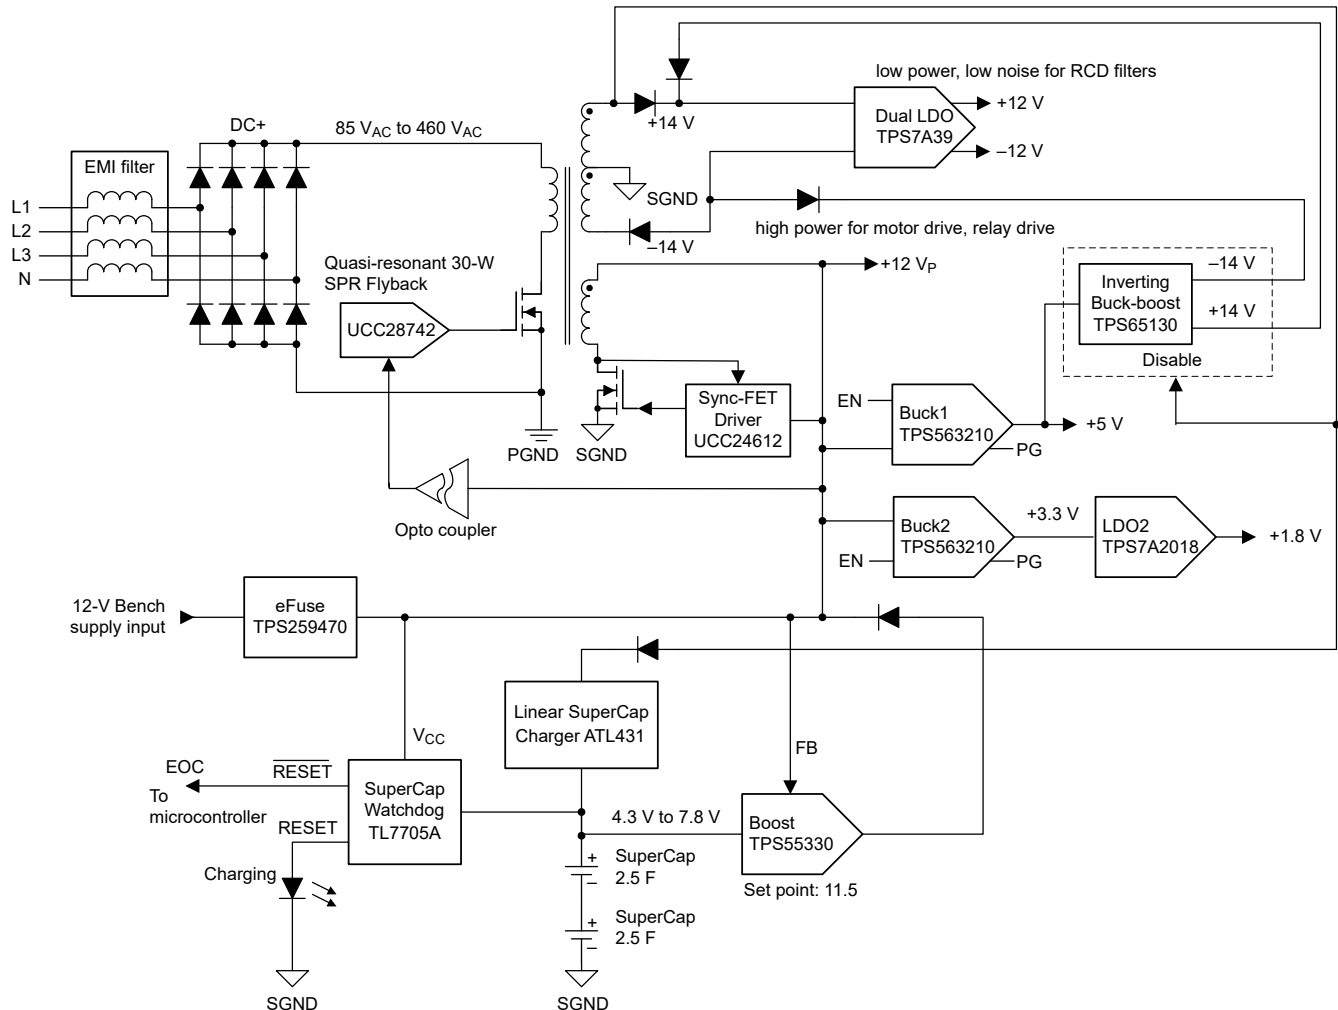 low power, low noise for RCD filters
DC+
85 VAC to 460 VAC
+14 V
Dual LDO
TPS7A39
+12 V
–12 V
EMI filter
L1
L2
L3
N
SGND
–14 V
high power for motor drive, relay drive
Quasi-resonant 30-W
SPR Flyback
UCC28742
+12 VP
Inverting
Buck-boost
TPS65130
–14 V
+14 V
Disable
Sync-FET
Driver
UCC24612
EN
Buck1
TPS563210
+5 V
PG
PGND
SGND
Opto coupler
Buck2
TPS563210
EN
PG
+3.3 V
LDO2
TPS7A2018
+1.8 V
12-V Bench
supply input
eFuse
TPS259470
Linear SuperCap
Charger ATL431
VCC
FB
EOC
RESET
To
microcontroller
SuperCap
Watchdog
TL7705A
RESET
Charging
4.3 V to 7.8 V
Boost
TPS55330
Set point: 11.5
+
–
SuperCap
2.5 F
+
–
SuperCap
2.5 F
SGND
SGND